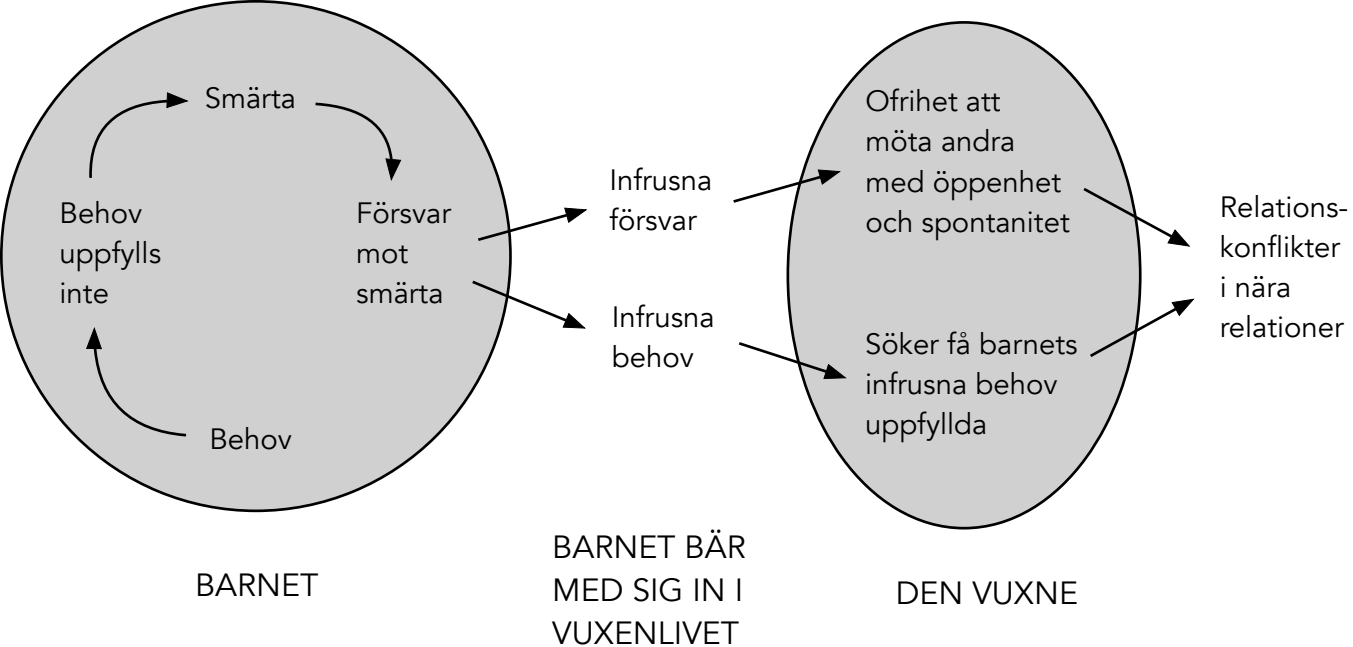 Smärta
Behov
uppfylls
inte
Försvar
mot
smärta
Behov
BARNET
Infrusna
försvar
Infrusna
behov
BARNET BÄR
MED SIG IN I
VUXENLIVET
Ofrihet att
möta andra
med öppenhet
och spontanitet
Söker få barnets
infrusna behov
uppfyllda
DEN VUXNE
Relations-
konflikter
i nära
relationer